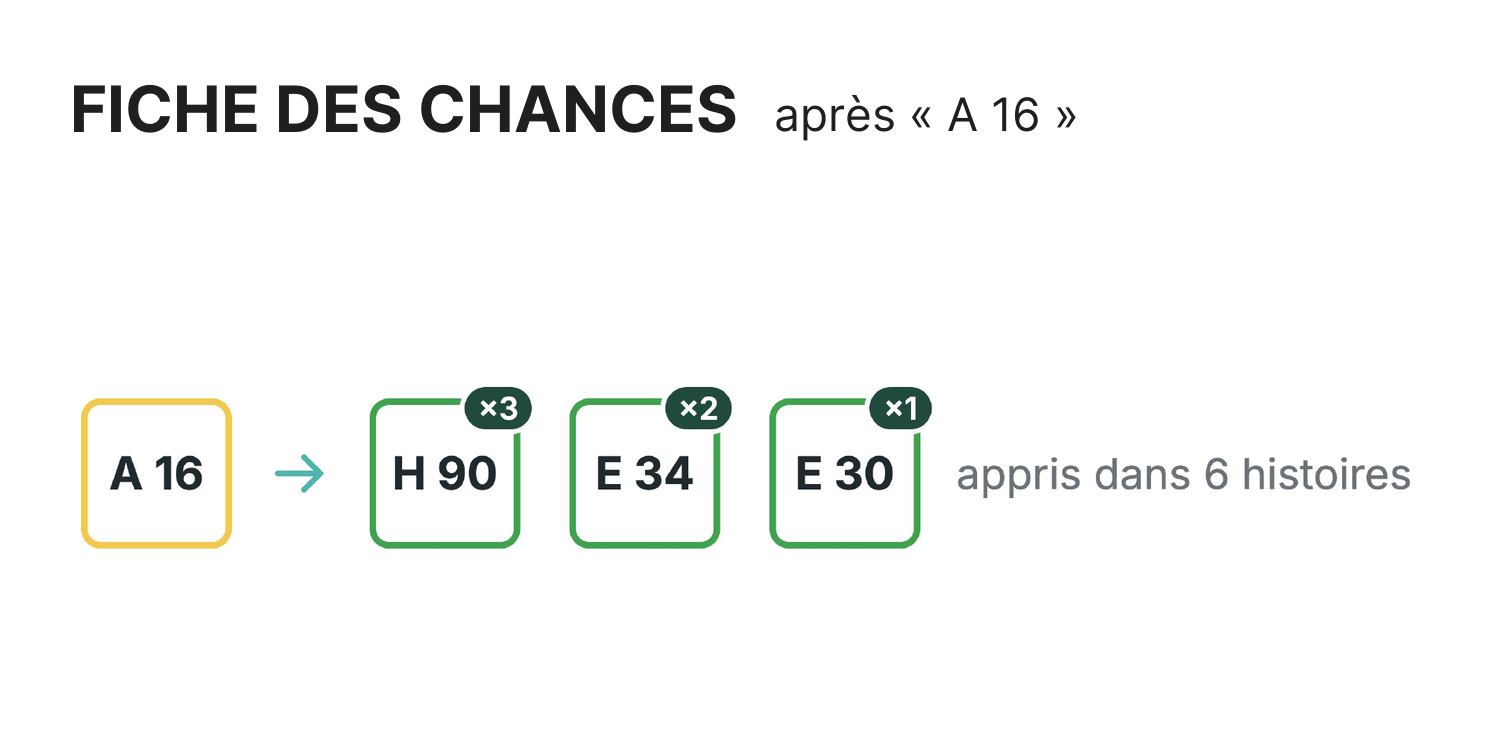 FICHE DES CHANCES après « A 16 »
×3 ×2 ×1
A 16 → H 90 E 34 E 30 appris dans 6 histoires